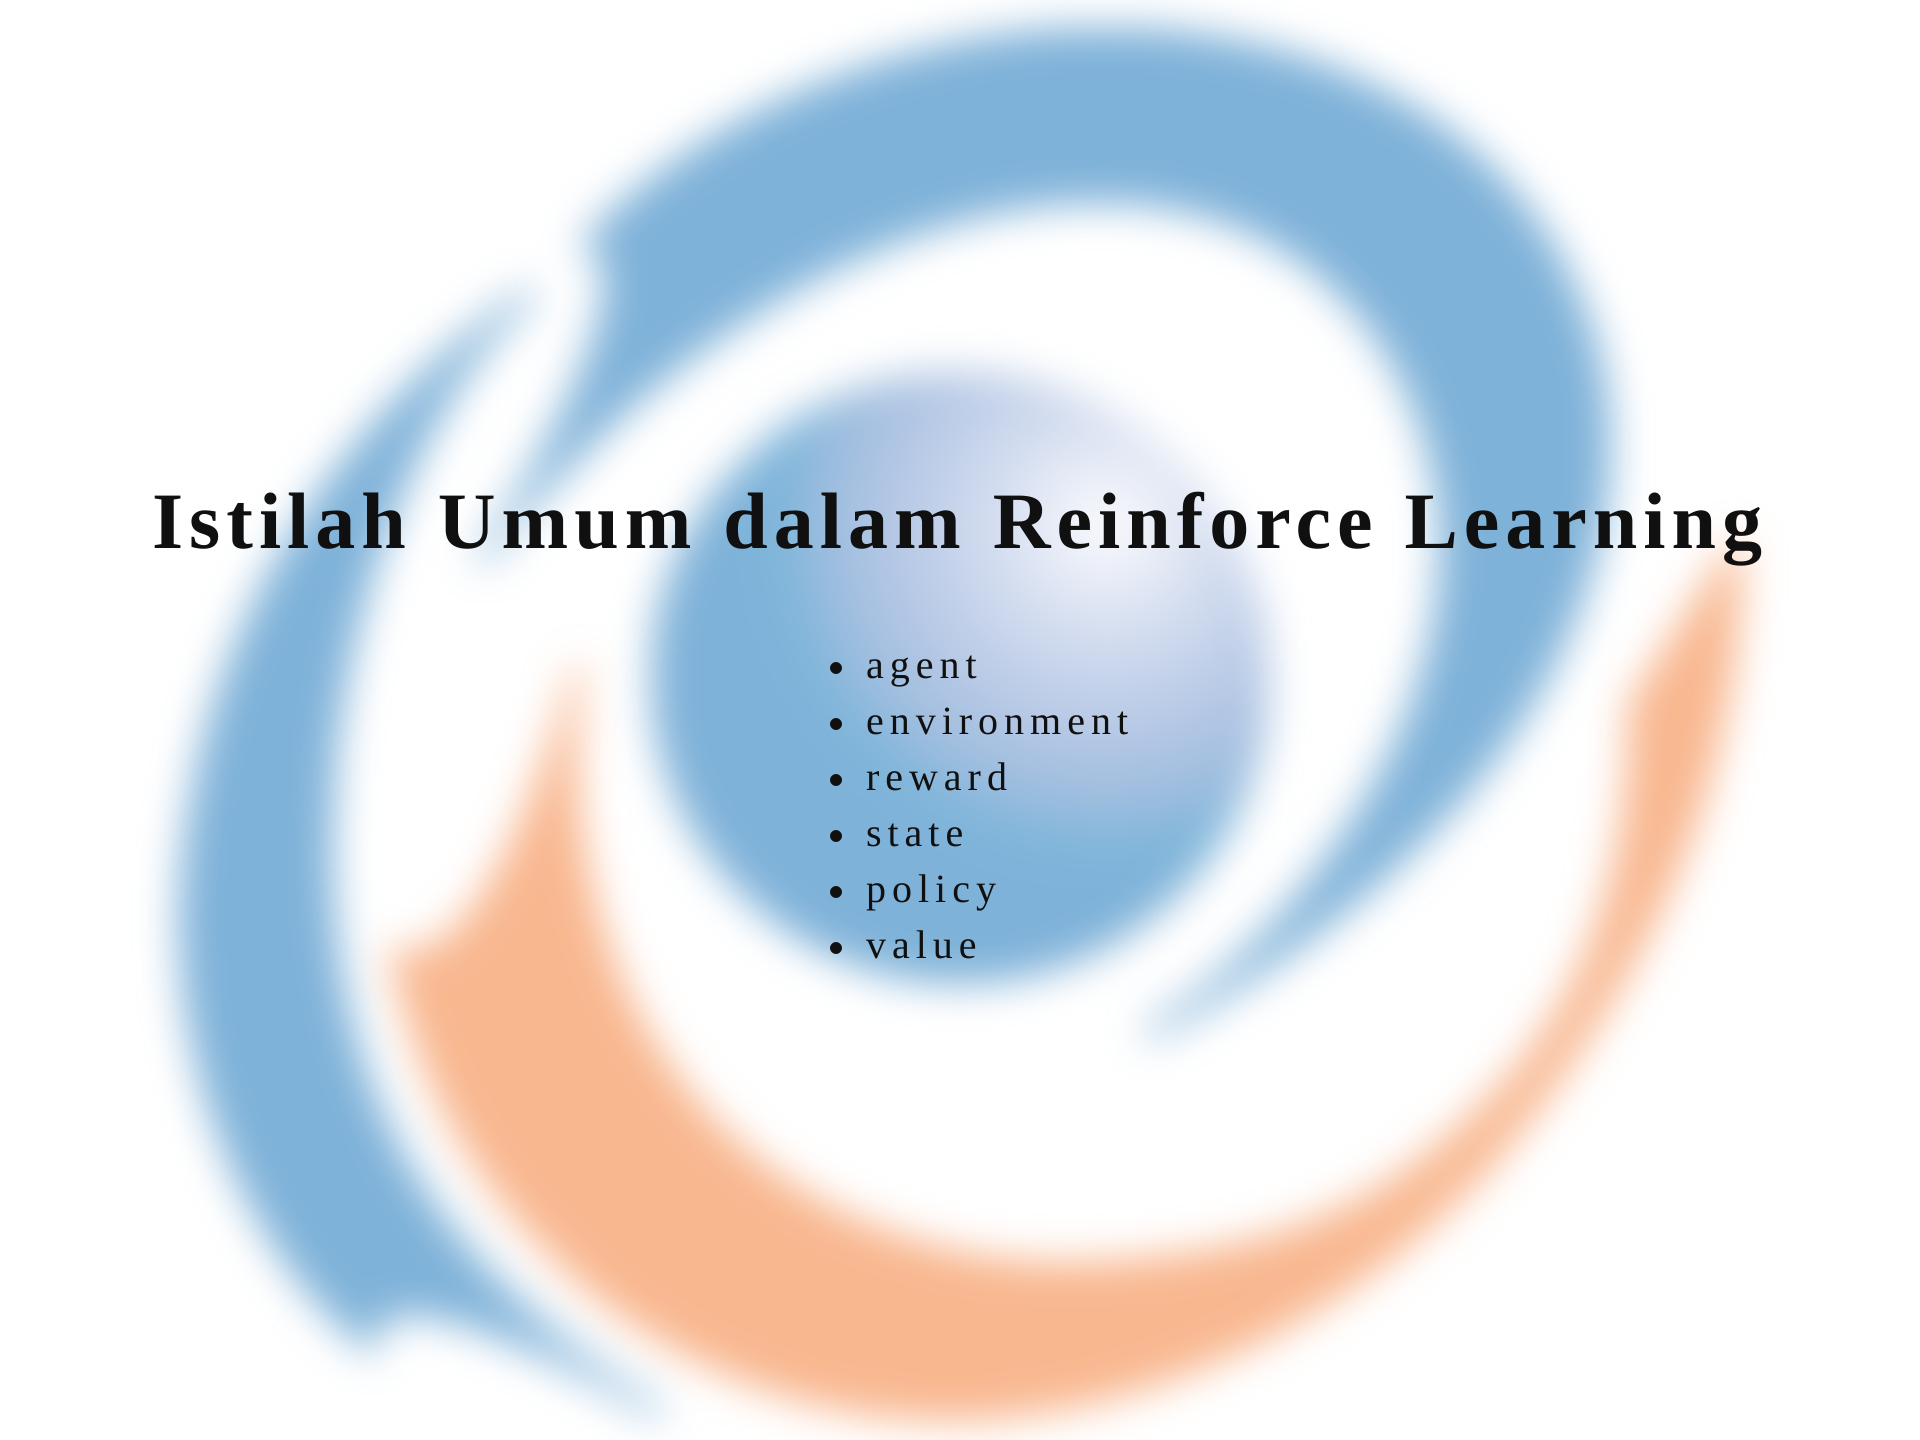 Istilah Umum dalam Reinforce Learning
• agent
• environment
• reward
• state
• policy
• value